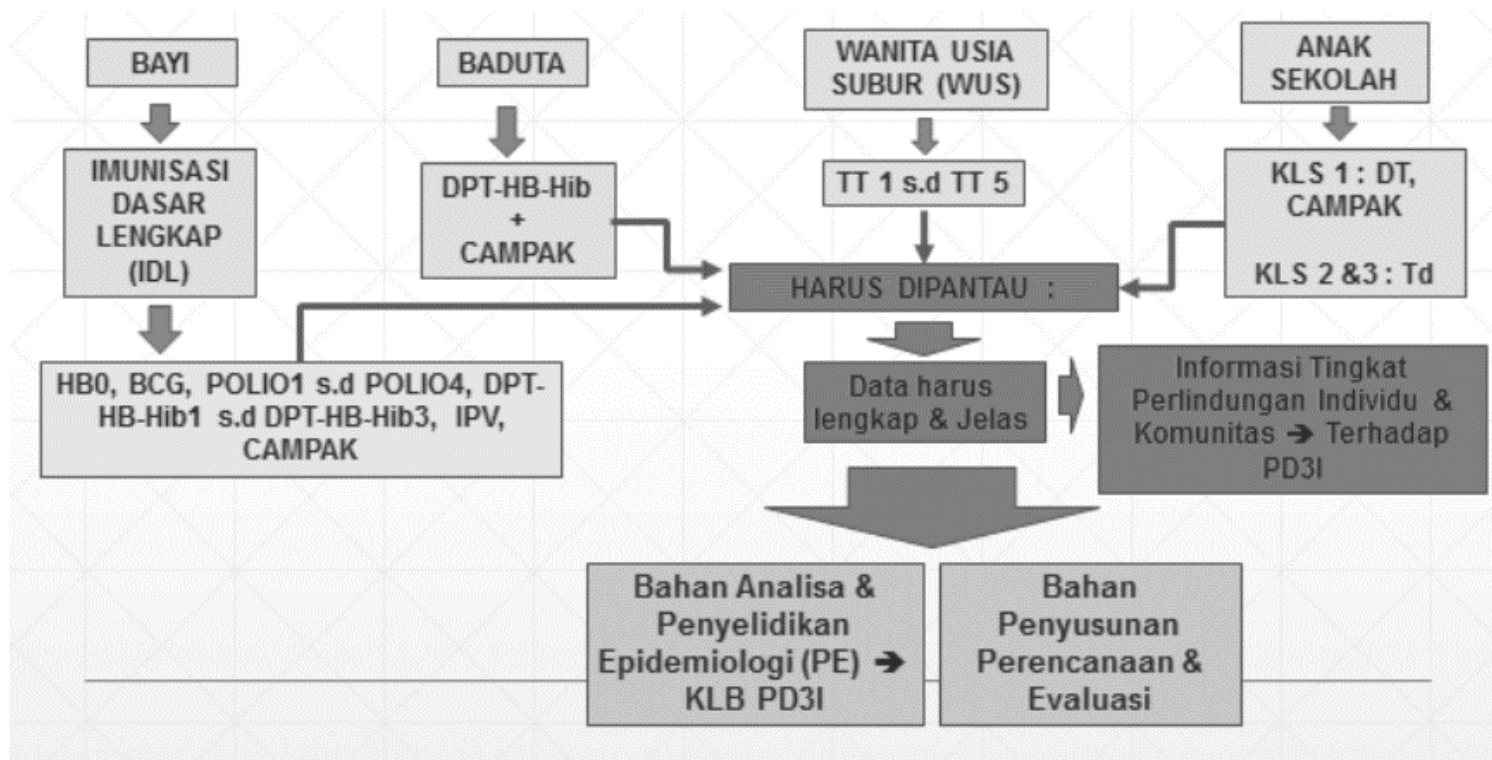 BAYI
IMUNISASI
DASAR
LENGKAP
(IDL)
HB0, BCG, POLIO1 s.d POLIO4, DPT-
HB-Hib1 s.d DPT-HB-Hib3, IPV,
CAMPAK
BADUTA
DPT-HB-Hib
+
CAMPAK
WANITA USIA
SUBUR (WUS)
TT 1 s.d TT 5
ANAK
SEKOLAH
KLS 1 : DT,
CAMPAK
KLS 2 &3 : Td
HARUS DIPANTAU :
Data harus
lengkap & Jelas
Informasi Tingkat
Perlindungan Individu &
Komunitas ➔ Terhadap
PD3I
Bahan Analisa &
Penyelidikan
Epidemiologi (PE) ➔
KLB PD3I
Bahan
Penyusunan
Perencanaan &
Evaluasi